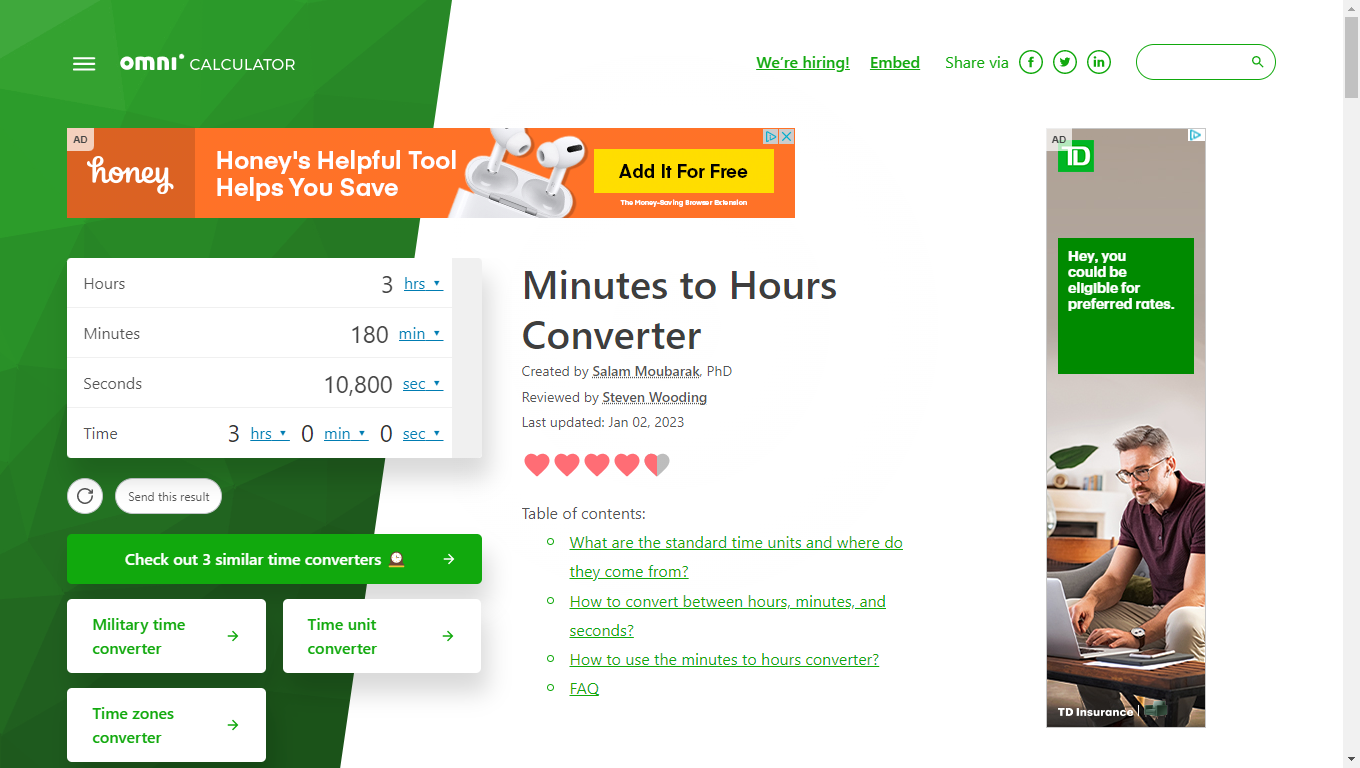 omni CALCULATOR
We're hiring!
Embed
Share via
AD
honey
Honey's Helpful Tool
Helps You Save
Add It For Free
The Money-Saving Browser Extension
AD
TD
Hey, you
could be
eligible for
preferred rates.
TD Insurance
Hours 3 hrs
Minutes 180 min
Seconds 10,800 sec
Time 3 hrs 0 min 0 sec
Send this result
Check out 3 similar time converters
Military time
converter
Time unit
converter
Time zones
converter
Minutes to Hours
Converter
Created by Salam Moubarak, PhD
Reviewed by Steven Wooding
Last updated: Jan 02, 2023
Table of contents:
What are the standard time units and where do
they come from?
How to convert between hours, minutes, and
seconds?
How to use the minutes to hours converter?
FAQ